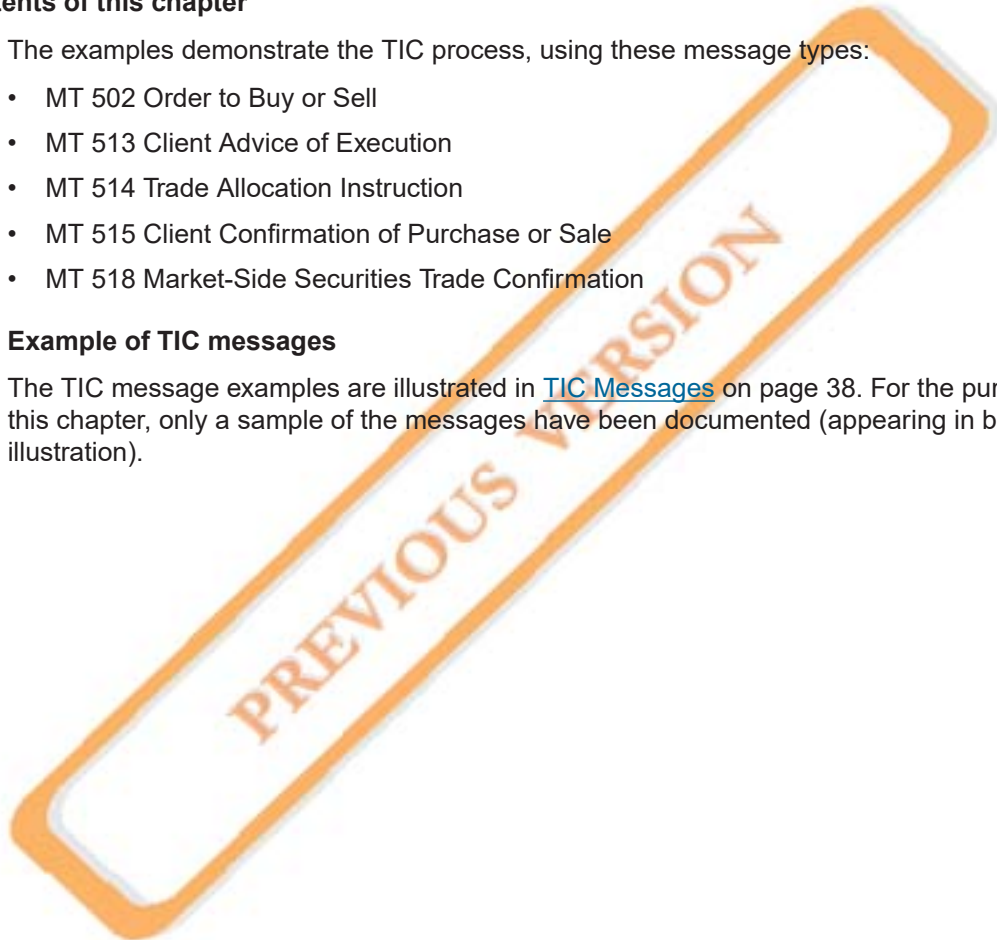 ents of this chapter
The examples demonstrate the TIC process, using these message types:
• MT 502 Order to Buy or Sell
• MT 513 Client Advice of Execution
• MT 514 Trade Allocation Instruction
• MT 515 Client Confirmation of Purchase or Sale
• MT 518 Market-Side Securities Trade Confirmation
Example of TIC messages
The TIC message examples are illustrated in TIC Messages on page 38. For the pur
this chapter, only a sample of the messages have been documented (appearing in b
illustration).
PREVIOUS VERSION